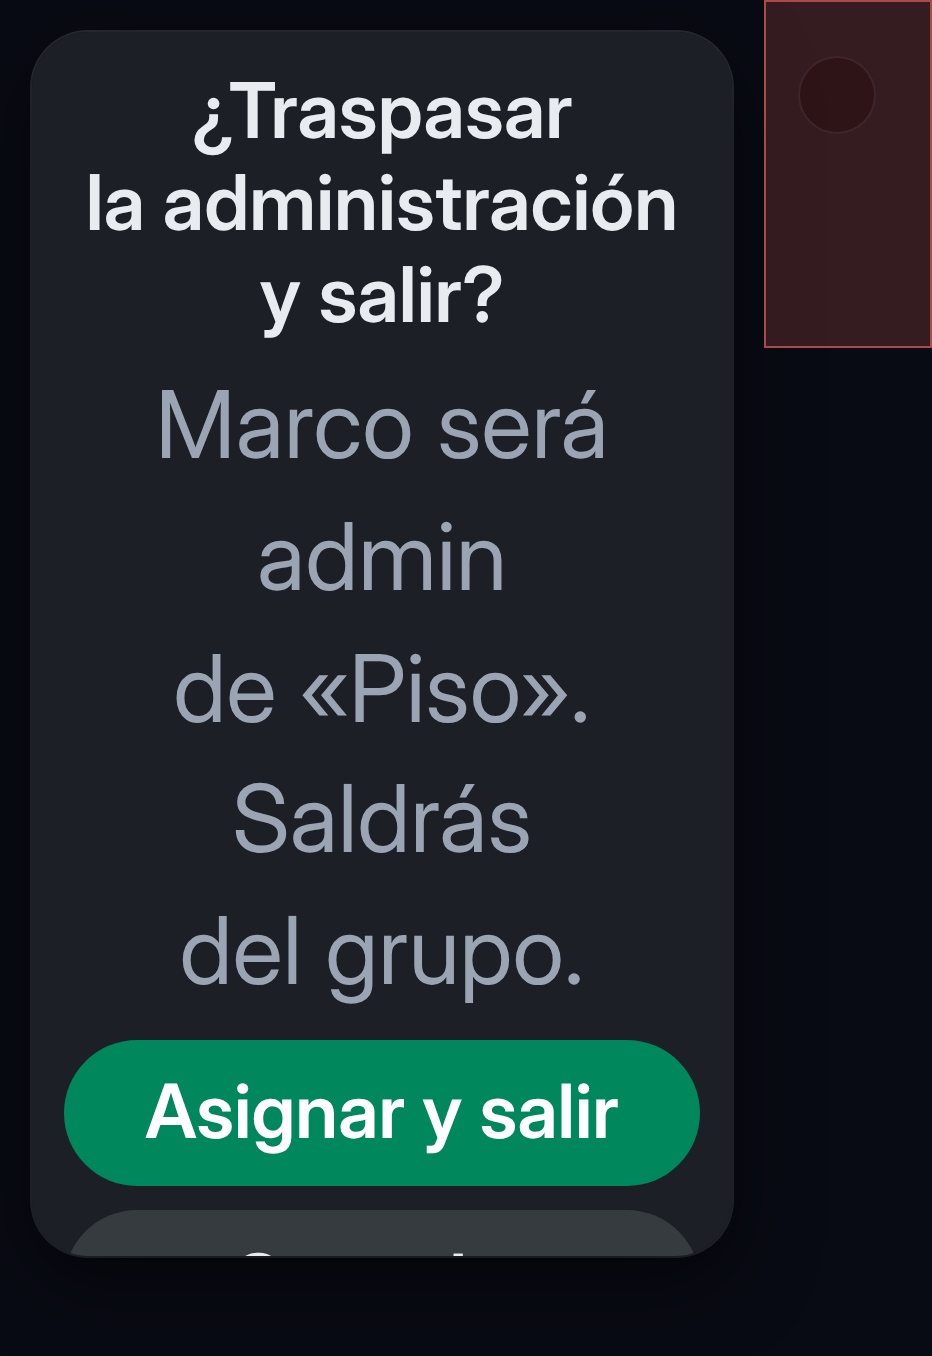 ¿Traspasar
la administración
y salir?
Marco será
admin
de «Piso».
Saldrás
del grupo.
Asignar y salir